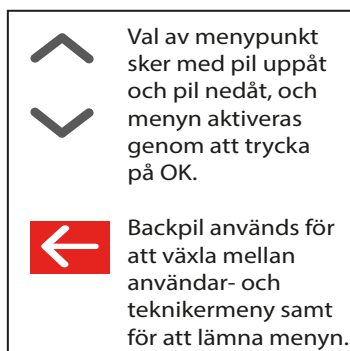 Val av menypunkt
sker med pil uppåt
och pil nedåt, och
menyn aktiveras
genom att trycka
på OK.
Backpil används för
att växla mellan
användar- och
teknikermeny samt
för att lämna menyn.